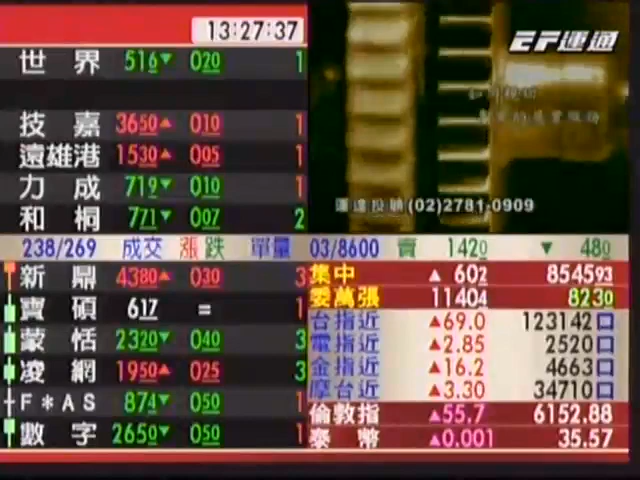 13:27:37
EF運通
世界 516▼ 020 1
技嘉 3650▲ 010 1
遠雄港 1530▲ 005 1
力成 719▼ 010 1
和桐 771▼ 007 2
運達投顧(02)2781-0909
238/269 成交 漲跌 單量 03/8600 賣 1420 ▼ 480
新鼎 4380▲ 030 3
寶碩 617 = 1
蒙恬 2320▼ 040 3
凌網 1950▲ 025 3
F*AS 874▼ 050 1
數字 2650▼ 050 1
集中 ▲ 602 854593
委萬張 11404 8230
台指近 ▲69.0 123142口
電指近 ▲2.85 2520口
金指近 ▲16.2 4663口
摩台近 ▲3.30 34710口
倫敦指 ▲55.7 6152.88
泰幣 ▲0.001 35.57